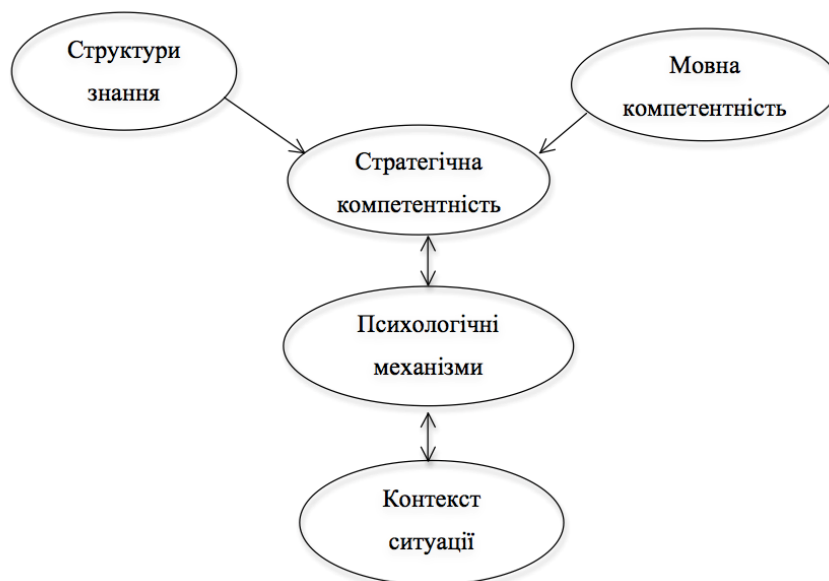 Структури
знання
Мовна
компетентність
Стратегічна
компетентність
Психологічні
механізми
Контекст
ситуації